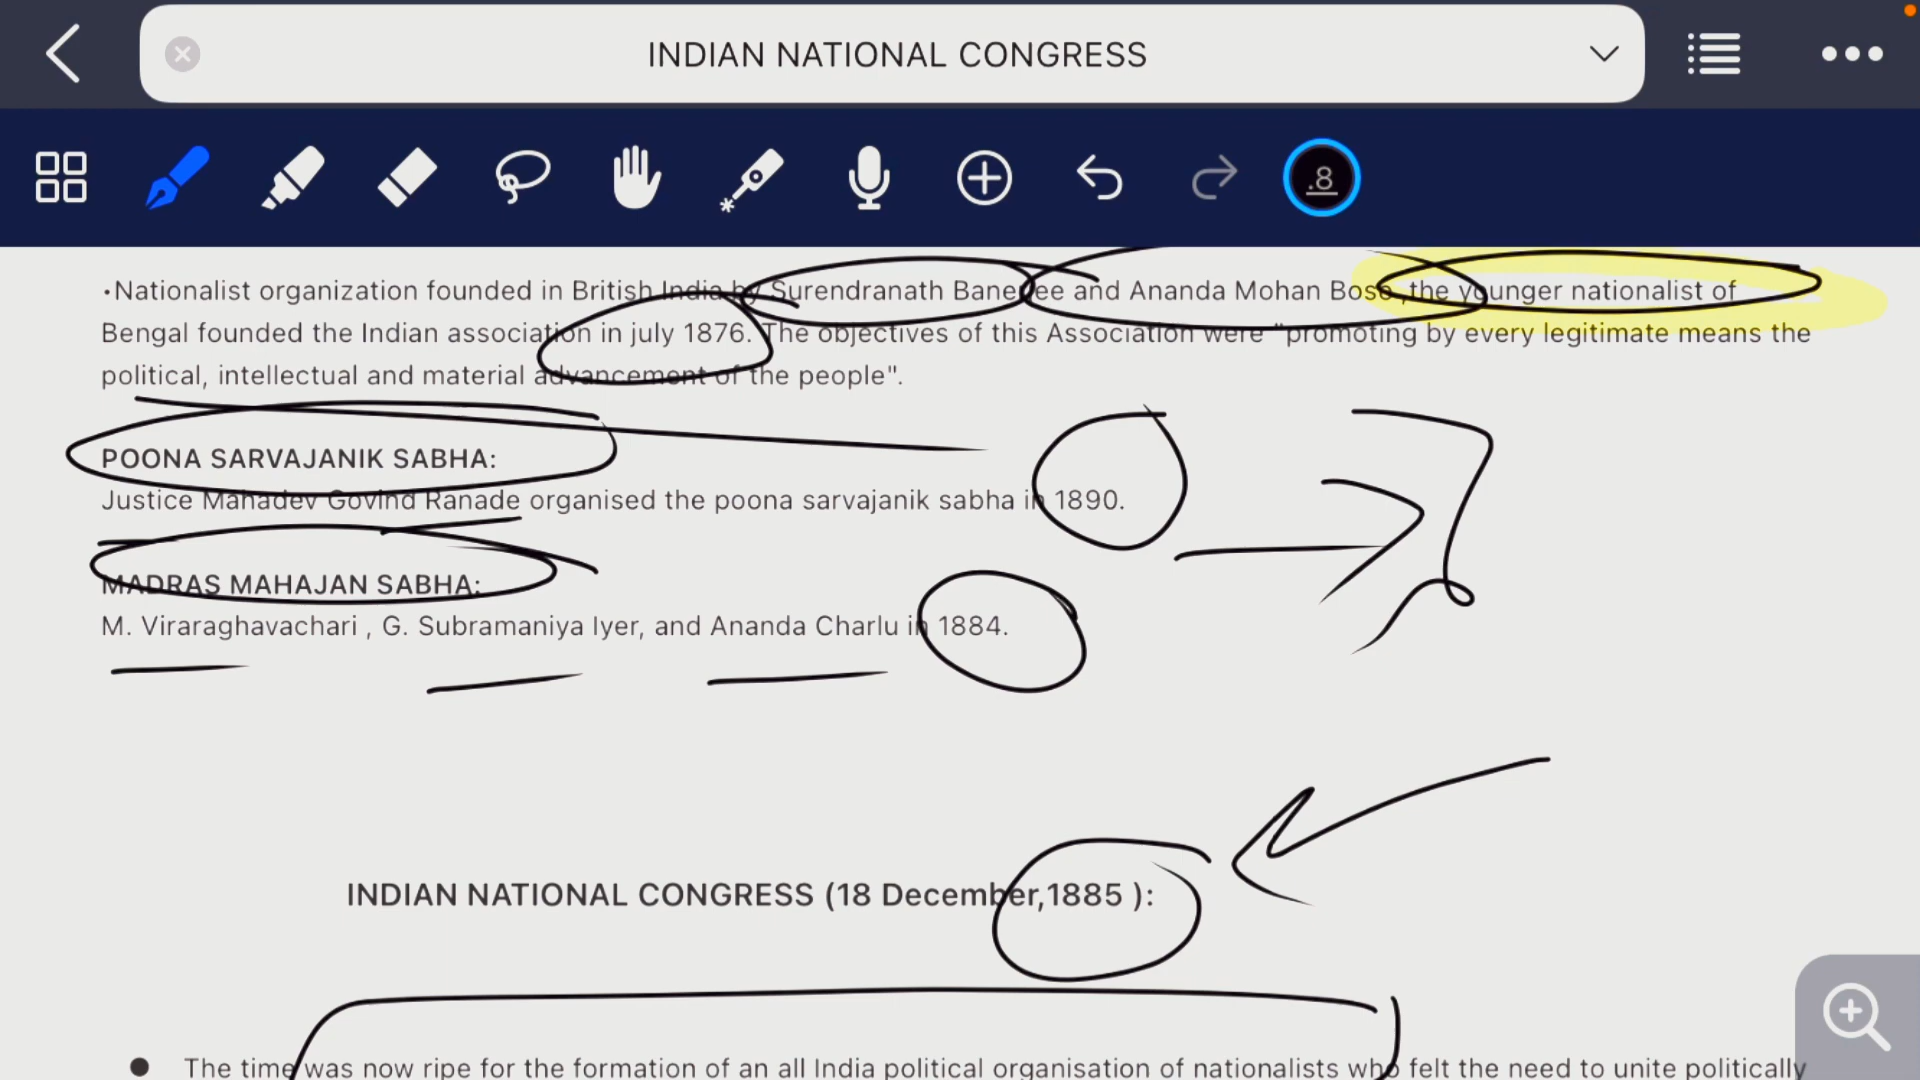 INDIAN NATIONAL CONGRESS
.8
•Nationalist organization founded in British India by Surendranath Banerjee and Ananda Mohan Bose ,the younger nationalist of
Bengal founded the Indian association in july 1876. The objectives of this Association were "promoting by every legitimate means the
political, intellectual and material advancement of the people".
POONA SARVAJANIK SABHA:
Justice Mahadev Govind Ranade organised the poona sarvajanik sabha in 1890.
MADRAS MAHAJAN SABHA:
M. Viraraghavachari , G. Subramaniya Iyer, and Ananda Charlu in 1884.
INDIAN NATIONAL CONGRESS (18 December,1885 ):
● The time was now ripe for the formation of an all India political organisation of nationalists who felt the need to unite politically